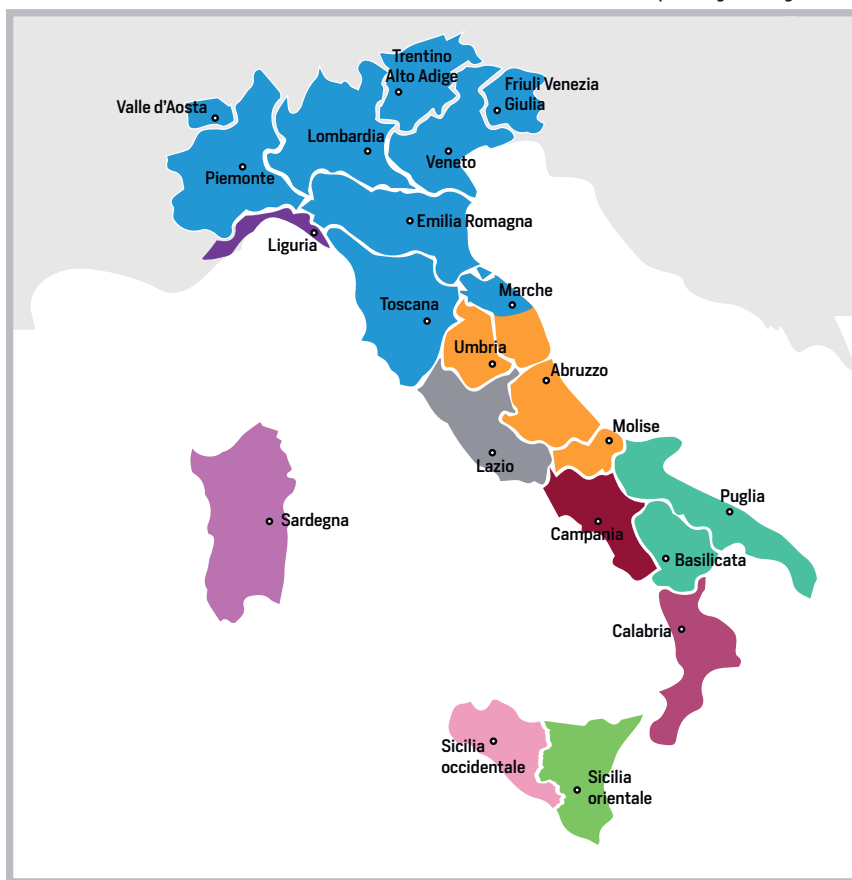 Trentino
Alto Adige
Friuli Venezia
Giulia
Valle d'Aosta
Lombardia
Veneto
Piemonte
Emilia Romagna
Liguria
Marche
Toscana
Umbria
Abruzzo
Molise
Lazio
Puglia
Sardegna
Campania
Basilicata
Calabria
Sicilia
occidentale
Sicilia
orientale